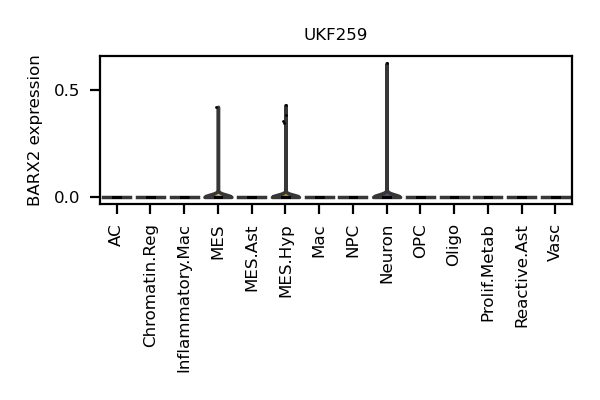 UKF259
BARX2 expression
0.5
0.0
AC
Chromatin.Reg
Inflammatory.Mac
MES
MES.Ast
MES.Hyp
Mac
NPC
Neuron
OPC
Oligo
Prolif.Metab
Reactive.Ast
Vasc